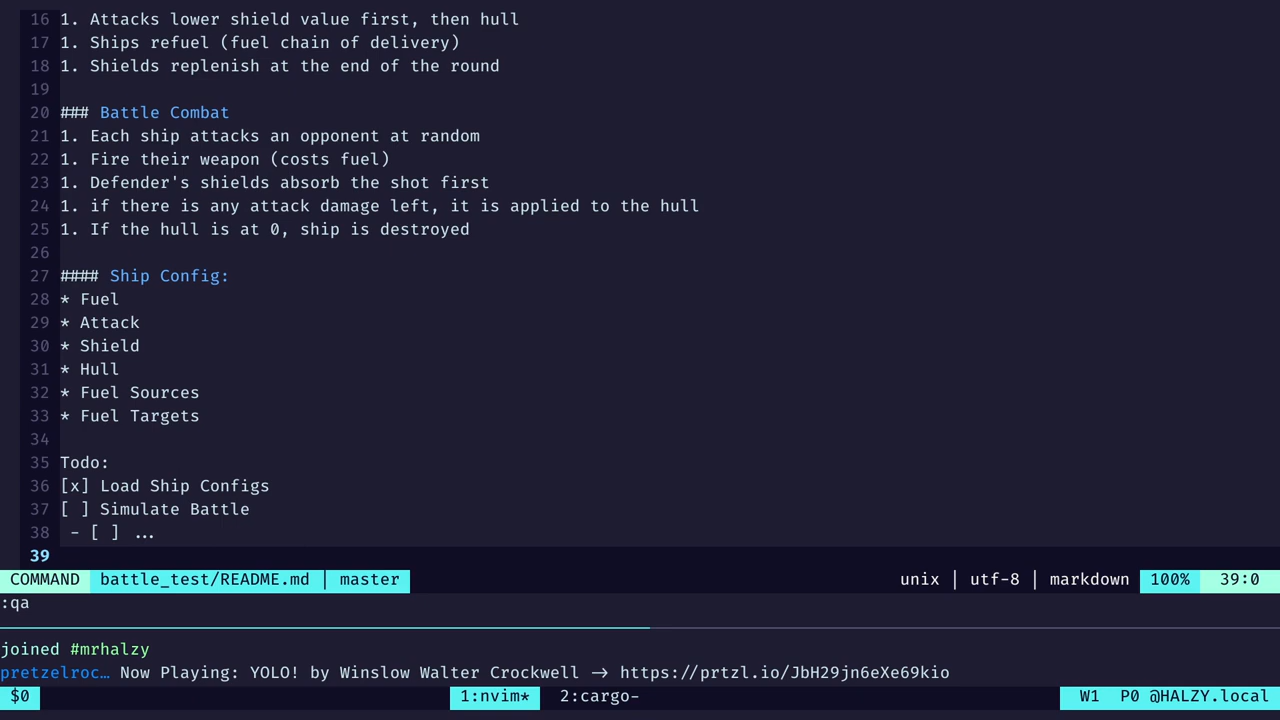 16 1. Attacks lower shield value first, then hull
17 1. Ships refuel (fuel chain of delivery)
18 1. Shields replenish at the end of the round
19
20 ### Battle Combat
21 1. Each ship attacks an opponent at random
22 1. Fire their weapon (costs fuel)
23 1. Defender's shields absorb the shot first
24 1. if there is any attack damage left, it is applied to the hull
25 1. If the hull is at 0, ship is destroyed
26
27 #### Ship Config:
28 * Fuel
29 * Attack
30 * Shield
31 * Hull
32 * Fuel Sources
33 * Fuel Targets
34
35 Todo:
36 [x] Load Ship Configs
37 [ ] Simulate Battle
38 - [ ] ...
39
COMMAND battle_test/README.md | master unix | utf-8 | markdown 100% 39:0
:qa
joined #mrhalzy
pretzelroc… Now Playing: YOLO! by Winslow Walter Crockwell -> https://prtzl.io/JbH29jn6eXe69kio
$0 1:nvim* 2:cargo- W1 P0 @HALZY.local